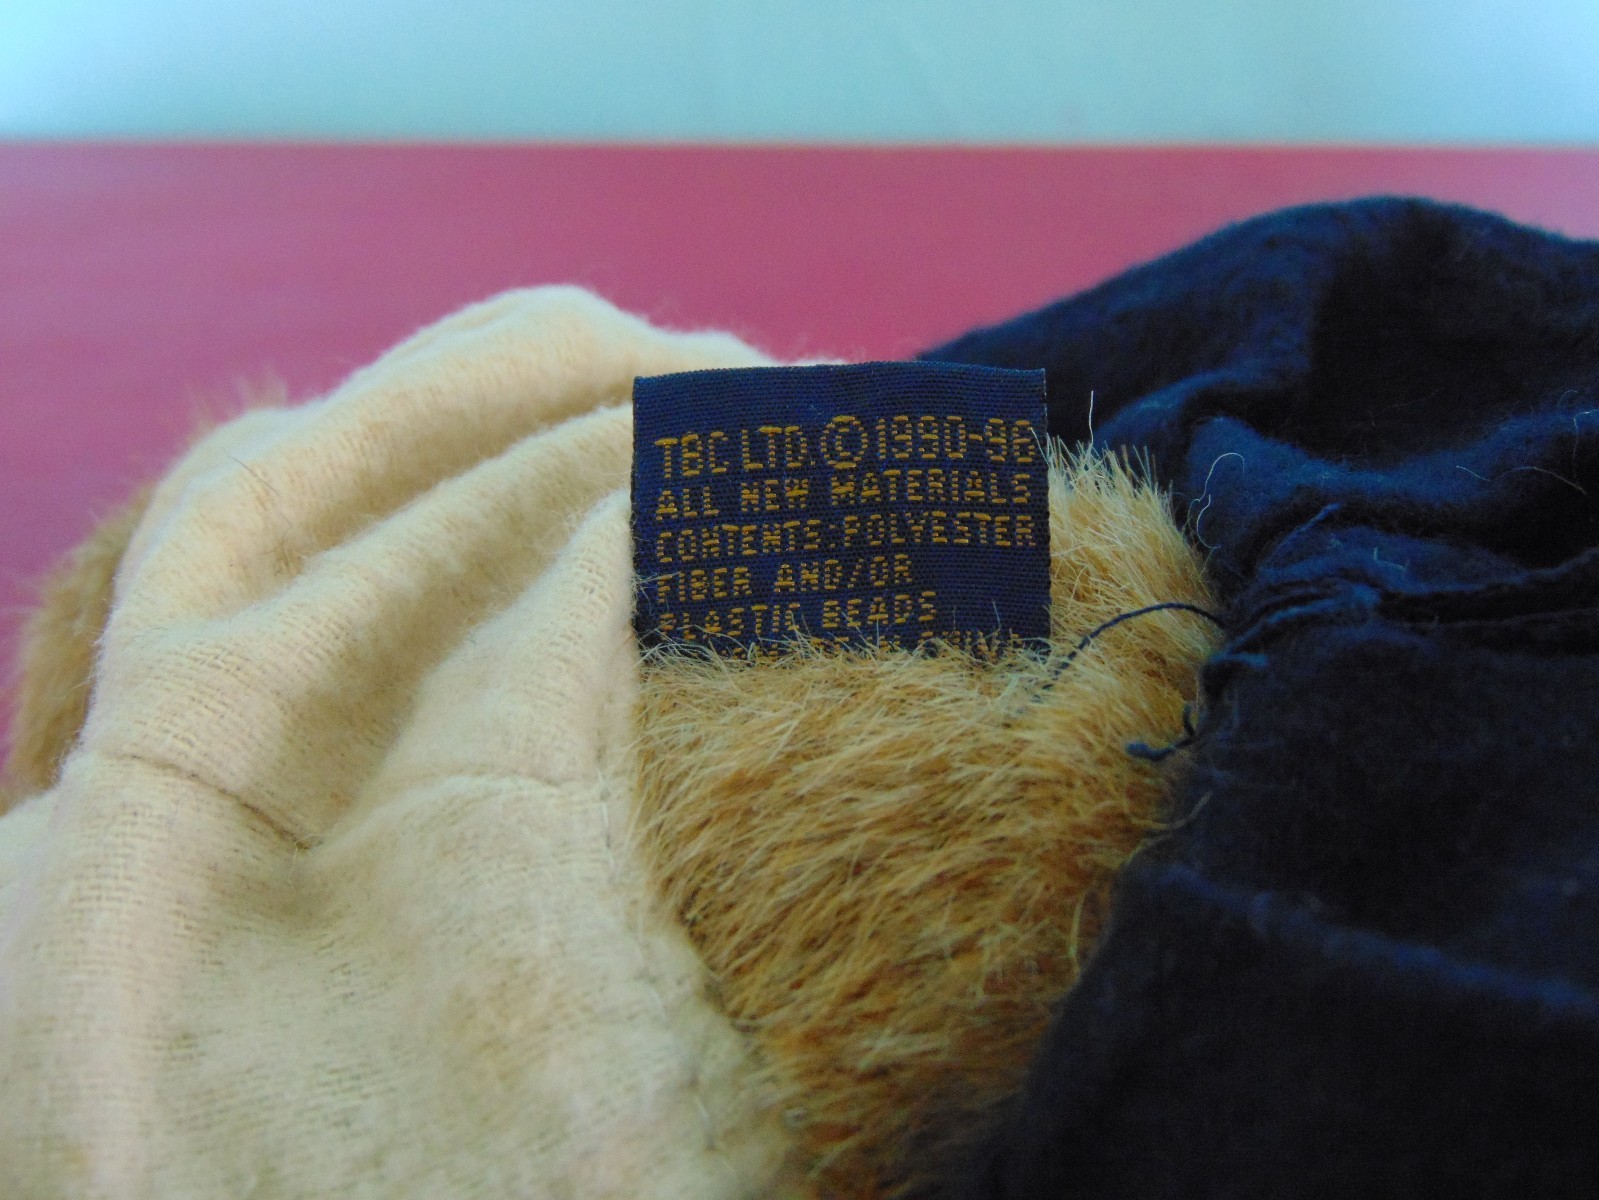 TBC LTD. © 1990-96
ALL NEW MATERIALS
CONTENTS:POLYESTER
FIBER AND/OR
PLASTIC BEADS